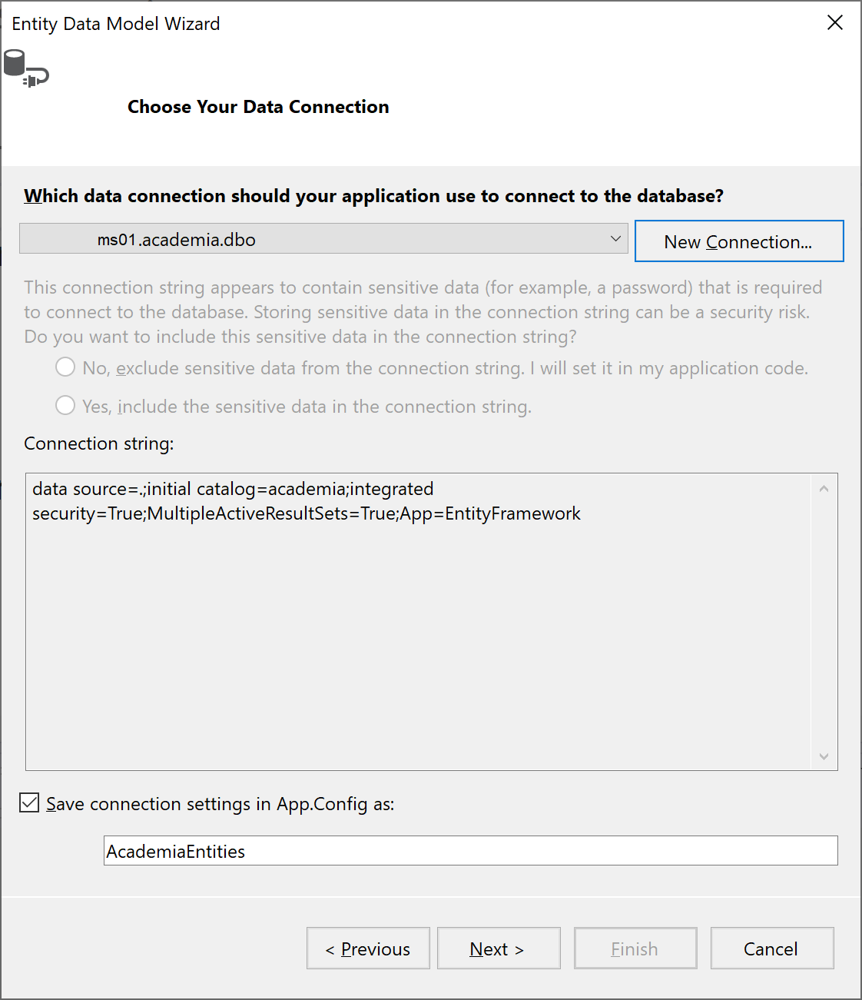 Entity Data Model Wizard
Choose Your Data Connection
Which data connection should your application use to connect to the database?
ms01.academia.dbo
New Connection...
This connection string appears to contain sensitive data (for example, a password) that is required
to connect to the database. Storing sensitive data in the connection string can be a security risk.
Do you want to include this sensitive data in the connection string?
No, exclude sensitive data from the connection string. I will set it in my application code.
Yes, include the sensitive data in the connection string.
Connection string:
data source=.;initial catalog=academia;integrated
security=True;MultipleActiveResultSets=True;App=EntityFramework
Save connection settings in App.Config as:
AcademiaEntities
< Previous
Next >
Finish
Cancel